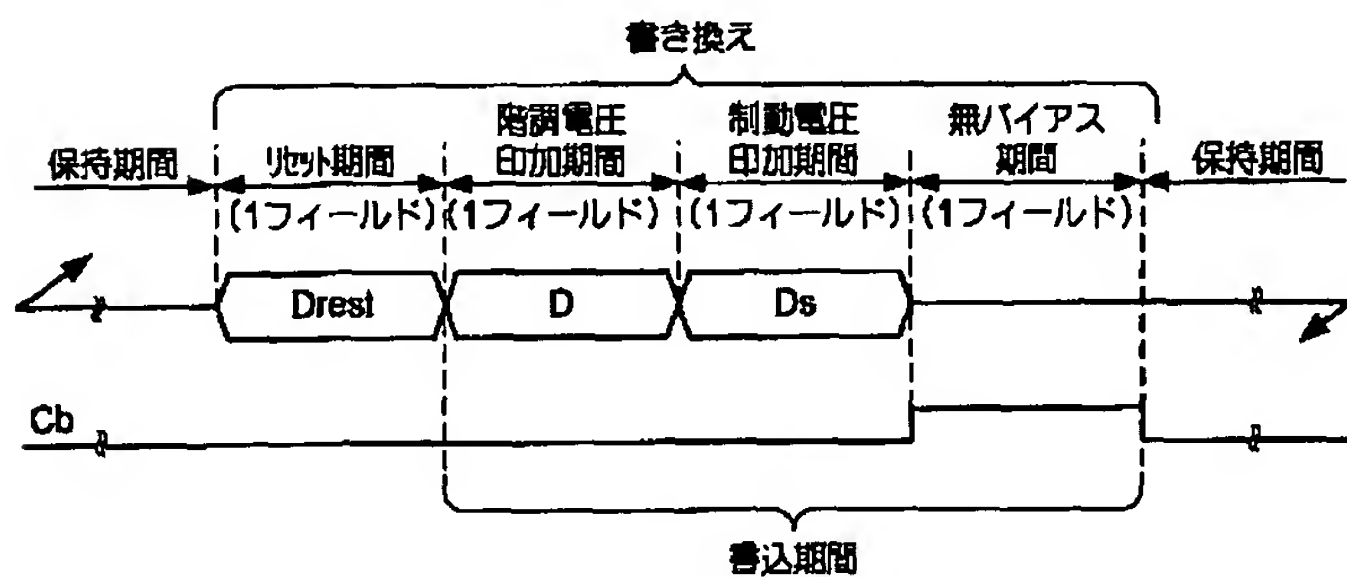 書き換え
階調電圧 制動電圧 無バイアス
保持期間 リセット期間 印加期間 印加期間 期間 保持期間
(1フィールド) (1フィールド) (1フィールド) (1フィールド)
Drest D Ds
Cb
書込期間